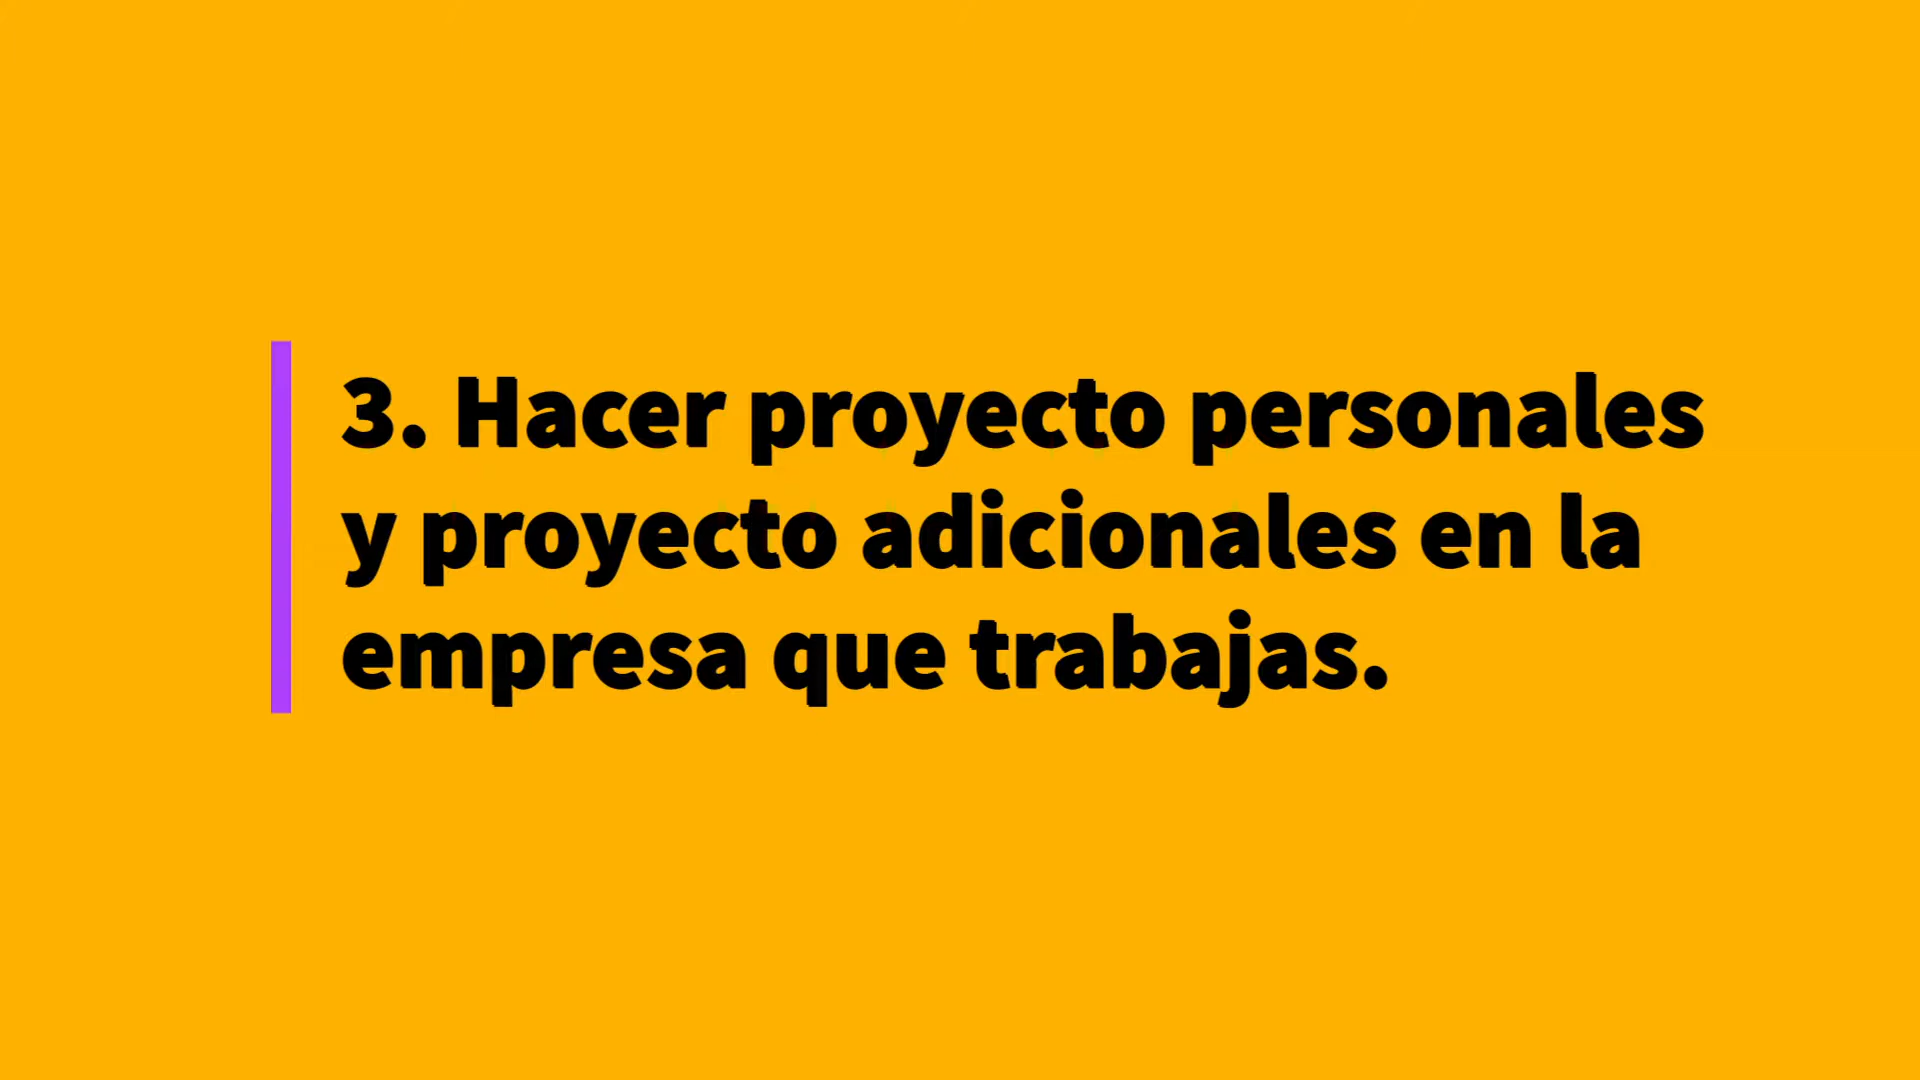 3. Hacer proyecto personales
y proyecto adicionales en la
empresa que trabajas.